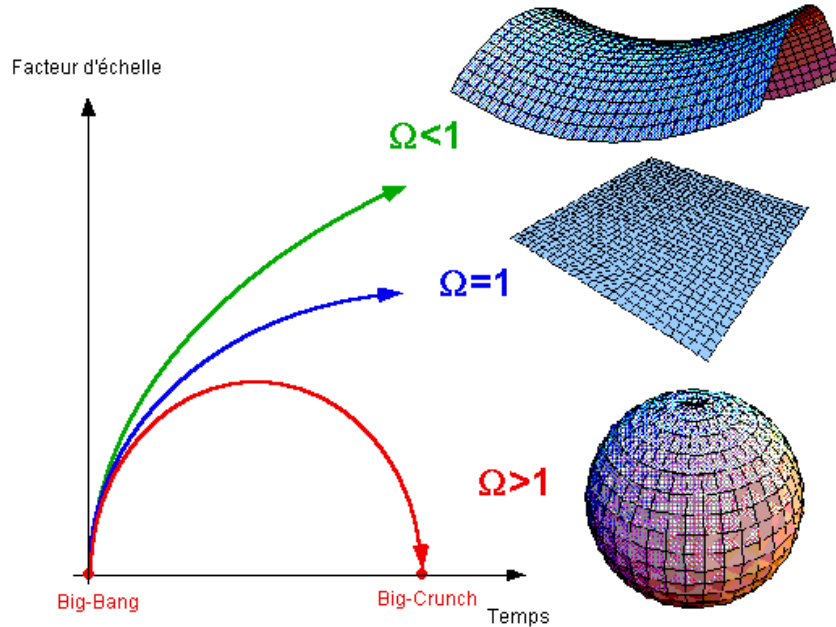 Facteur d'échelle
Ω<1
Ω=1
Ω>1
Big-Bang
Big-Crunch
Temps